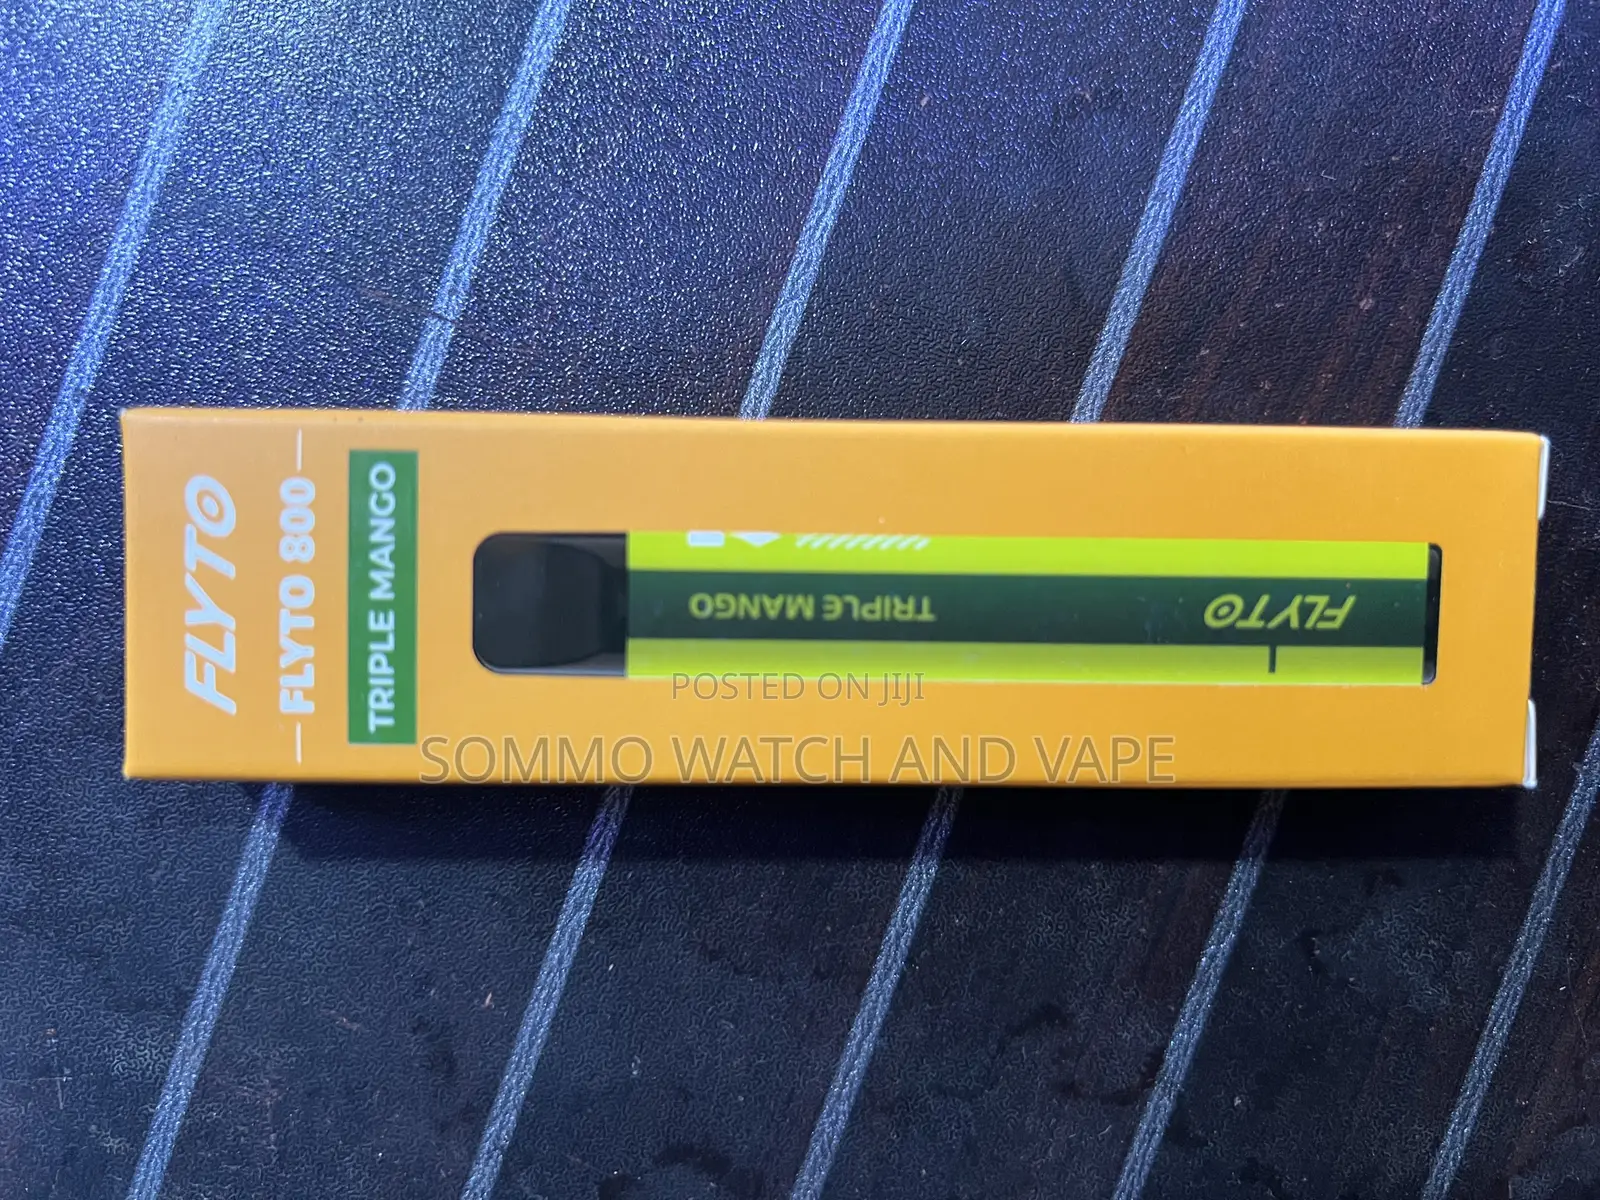 FLYTO
FLYTO 800
TRIPLE MANGO
TRIPLE MANGO
FLYTO
POSTED ON JIJI
SOMMO WATCH AND VAPE